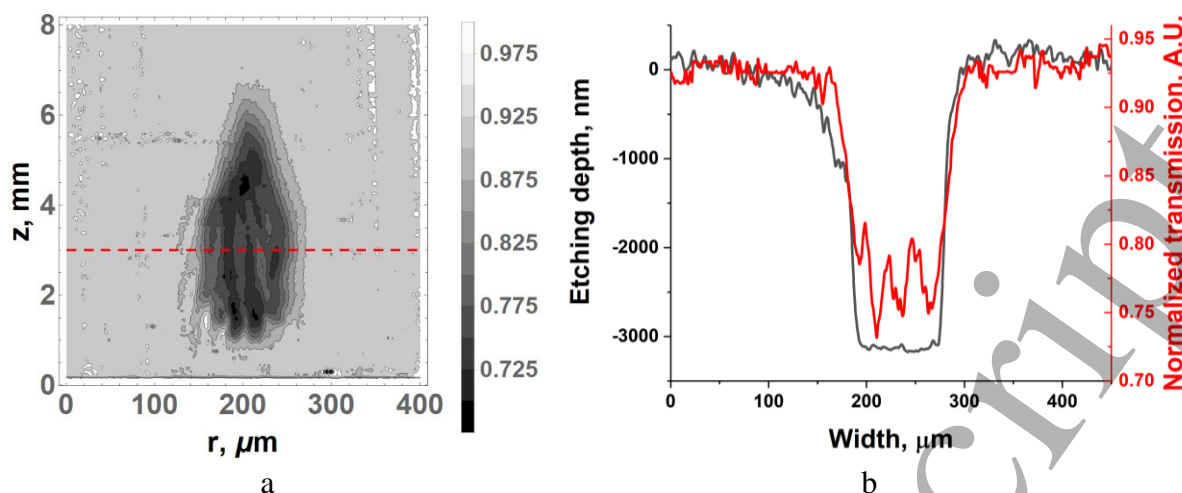 8
6
4
2
0
z, mm
0 100 200 300 400
r, μm
0.975
0.925
0.875
0.825
0.775
0.725
a
0
-1000
-2000
-3000
Etching depth, nm
0 100 200 300 400
Width, μm
0.95
0.90
0.85
0.80
0.75
0.70
Normalized transmission, A.U.
b
cript